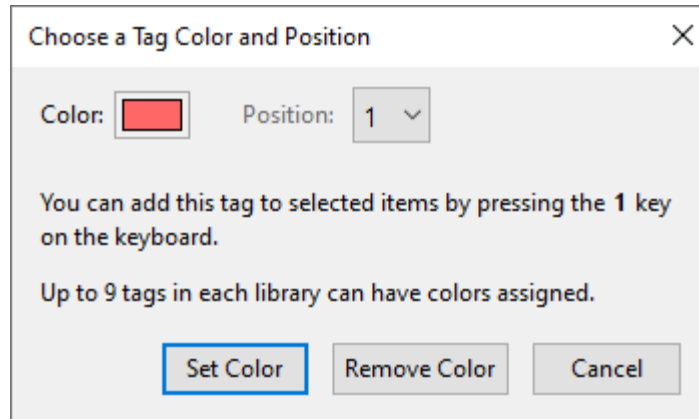 Choose a Tag Color and Position
Color: Position: 1
You can add this tag to selected items by pressing the 1 key
on the keyboard.
Up to 9 tags in each library can have colors assigned.
Set Color Remove Color Cancel